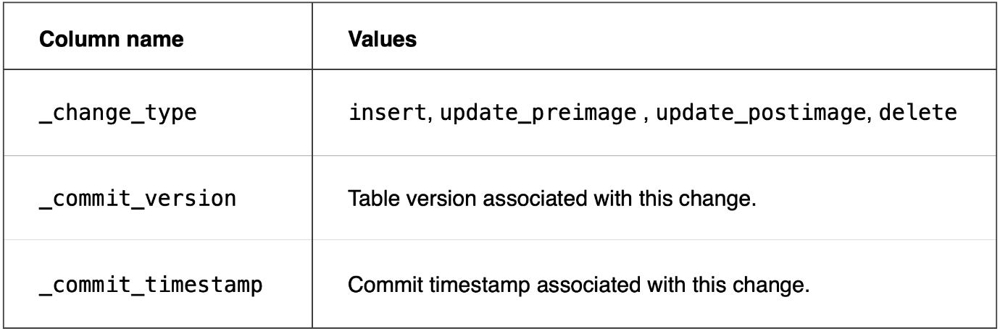 Column name Values
_change_type insert, update_preimage , update_postimage, delete
_commit_version Table version associated with this change.
_commit_timestamp Commit timestamp associated with this change.